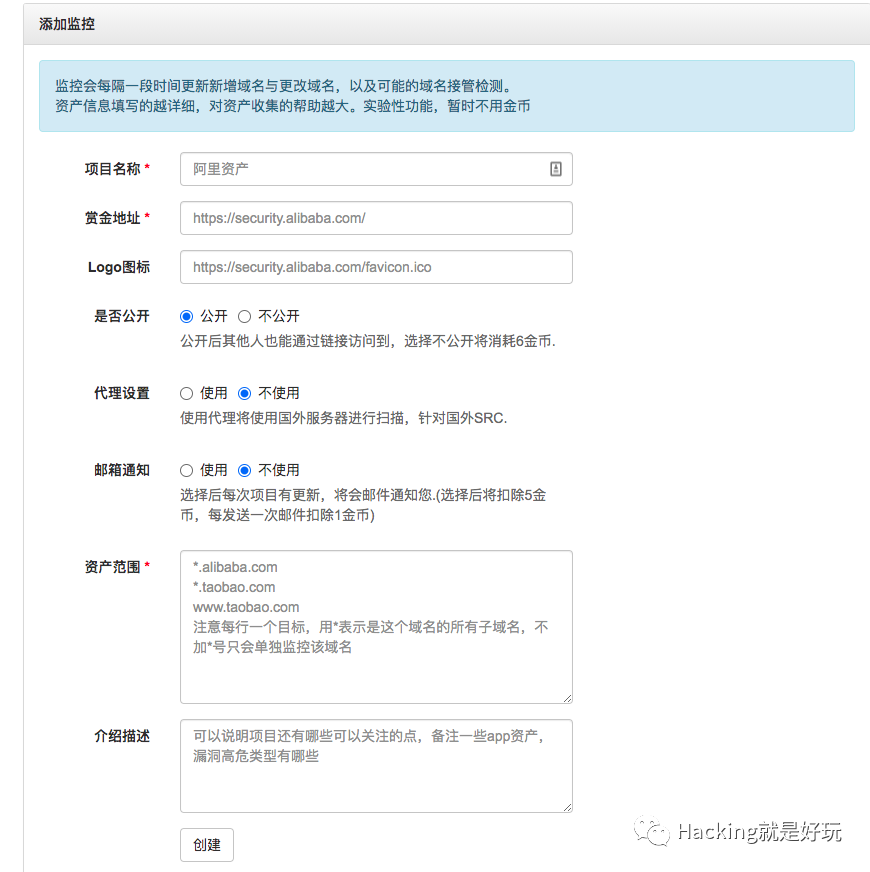 添加监控
监控会每隔一段时间更新新增域名与更改域名，以及可能的域名接管检测。
资产信息填写的越详细，对资产收集的帮助越大。实验性功能，暂时不用金币
项目名称 * 阿里资产
赏金地址 * https://security.alibaba.com/
Logo图标 https://security.alibaba.com/favicon.ico
是否公开 公开 不公开
公开后其他人也能通过链接访问到，选择不公开将消耗6金币.
代理设置 使用 不使用
使用代理将使用国外服务器进行扫描，针对国外SRC.
邮箱通知 使用 不使用
选择后每次项目有更新，将会邮件通知您.(选择后将扣除5金
币，每发送一次邮件扣除1金币)
资产范围 * *.alibaba.com
*.taobao.com
www.taobao.com
注意每行一个目标，用*表示是这个域名的所有子域名，不
加*号只会单独监控该域名
介绍描述 可以说明项目还有哪些可以关注的点，备注一些app资产，
漏洞高危类型有哪些
创建
Hacking就是好玩